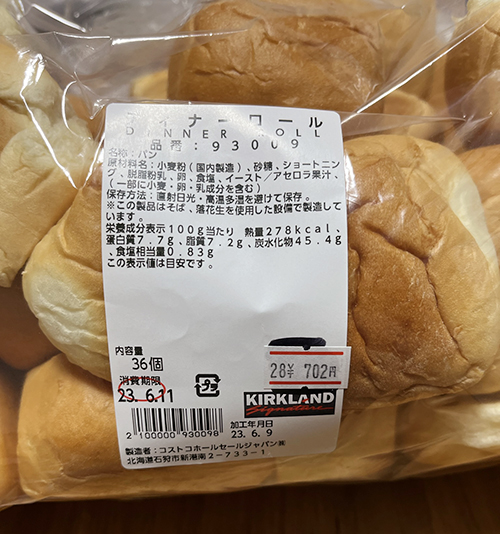 ィナーロール
DINNER ROLL
品番:93009
名称:パン
原材料名:小麦粉(国内製造)、砂糖、ショートニン
グ、脱脂粉乳、卵、食塩、イースト/アセロラ果汁、
(一部に小麦・卵・乳成分を含む)
保存方法:直射日光・高温多湿を避けて保存。
※この製品はそば、落花生を使用した設備で製造して
います。
栄養成分表示100g当たり 熱量278kcal、
蛋白質7.7g、脂質7.2g、炭水化物45.4g
、食塩相当量0.83g
この表示値は目安です。
内容量
36個
消費期限
23.6.11
プラ
28¥ 702円
KIRKLAND
Signature
2 100000 930098
加工年月日
23.6.9
製造者:コストコホールセールジャパン㈱
北海道石狩市新港南2-733-1